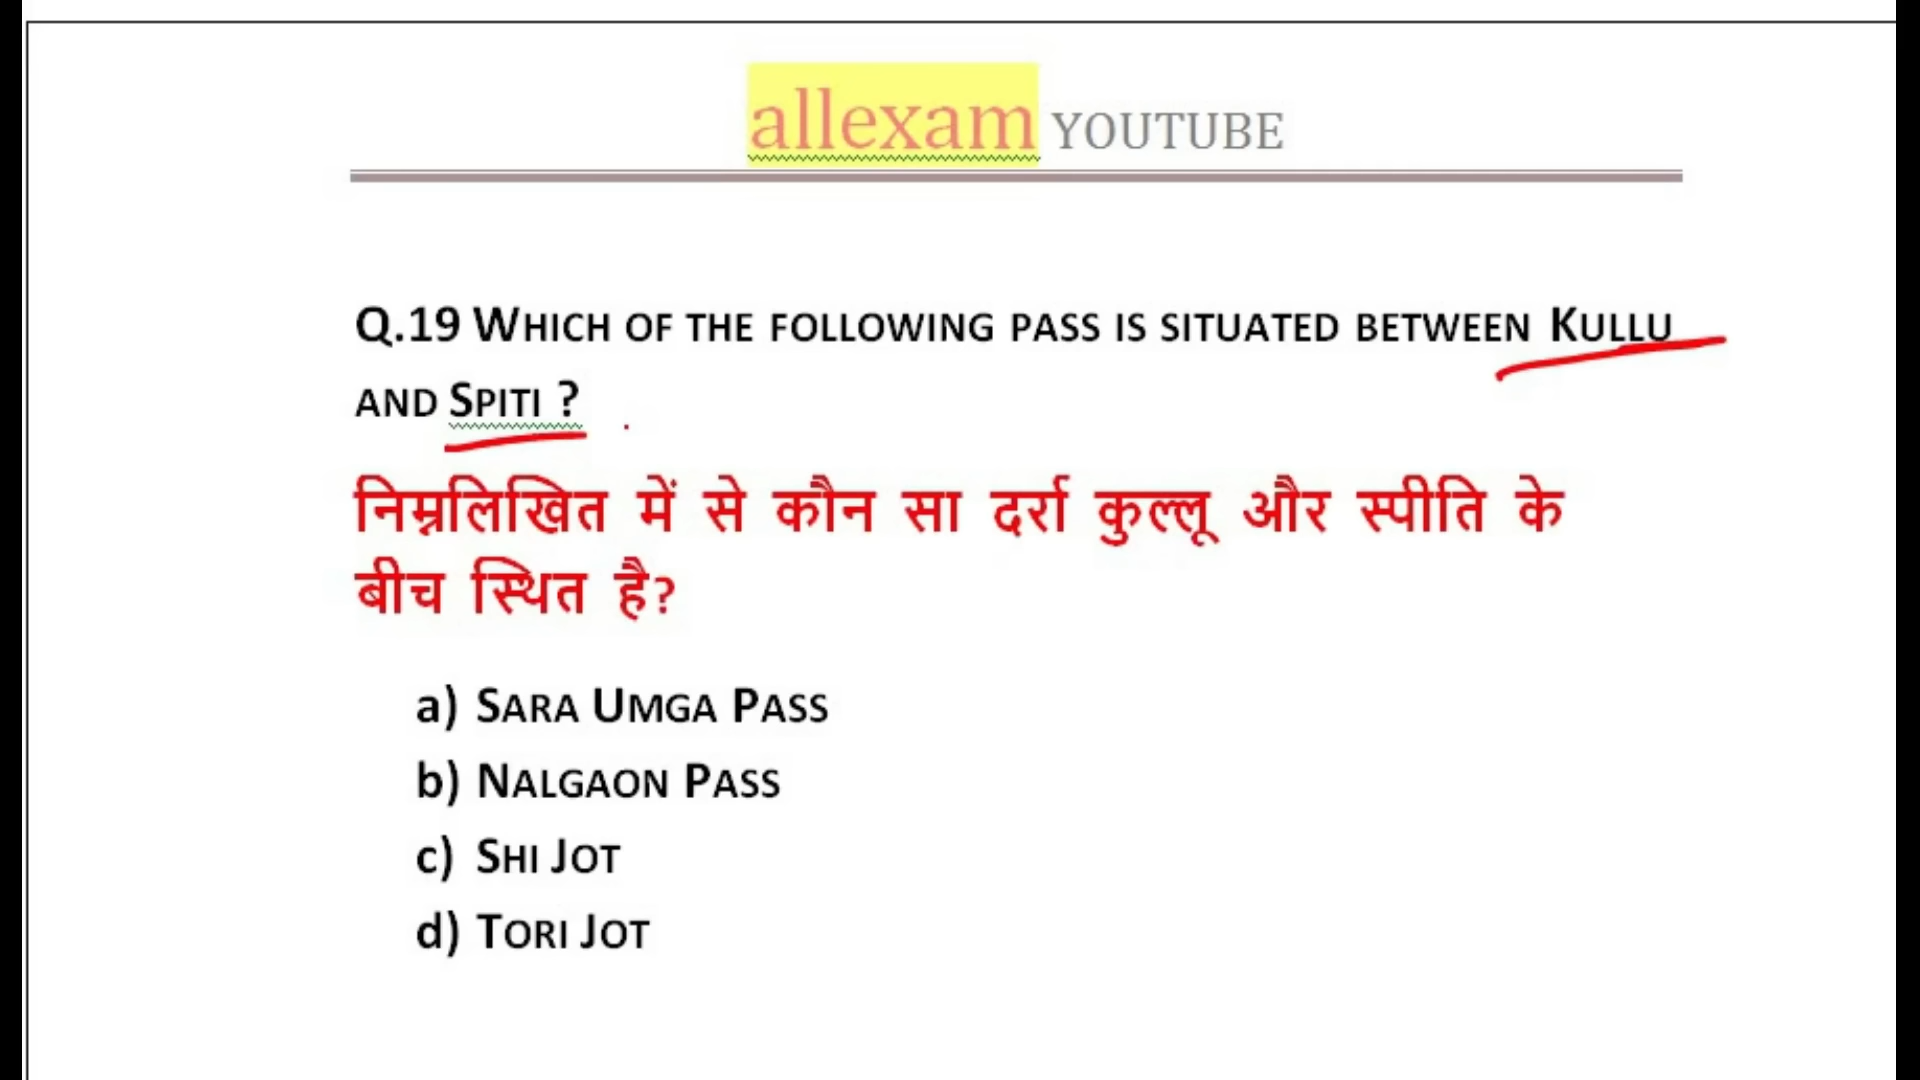 allexam YOUTUBE
Q.19 WHICH OF THE FOLLOWING PASS IS SITUATED BETWEEN KULLU
AND SPITI ?
निम्नलिखित में से कौन सा दर्रा कुल्लू और स्पीति के
बीच स्थित है?
a) SARA UMGA PASS
b) NALGAON PASS
c) SHI JOT
d) TORI JOT